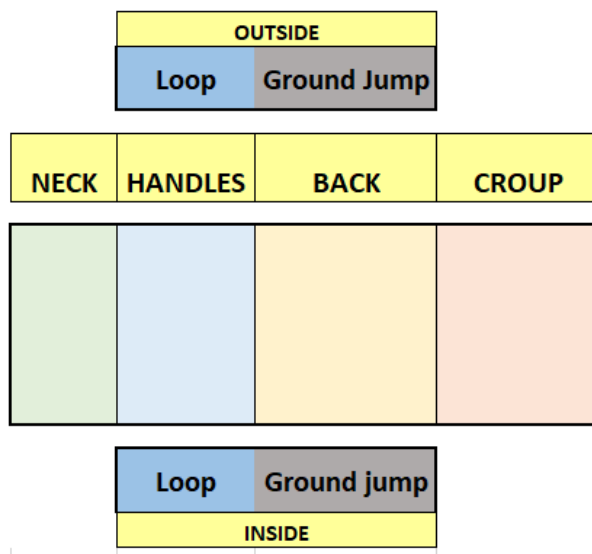 OUTSIDE
Loop Ground Jump
NECK HANDLES BACK CROUP
Loop Ground jump
INSIDE